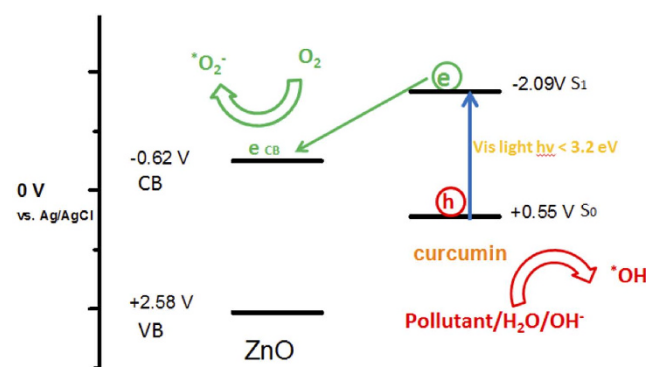 *O₂⁻
O₂
e
-2.09V S₁
e CB
Vis light hv < 3.2 eV
-0.62 V
CB
0 V
vs. Ag/AgCl
h
+0.55 V S₀
curcumin
*OH
+2.58 V
VB
Pollutant/H₂O/OH⁻
ZnO